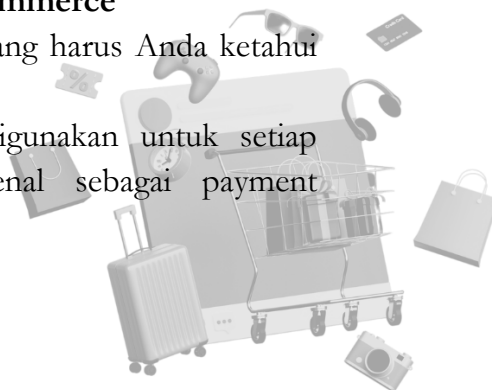 mmerce
ang harus Anda ketahui
igunakan untuk setiap
enal sebagai payment